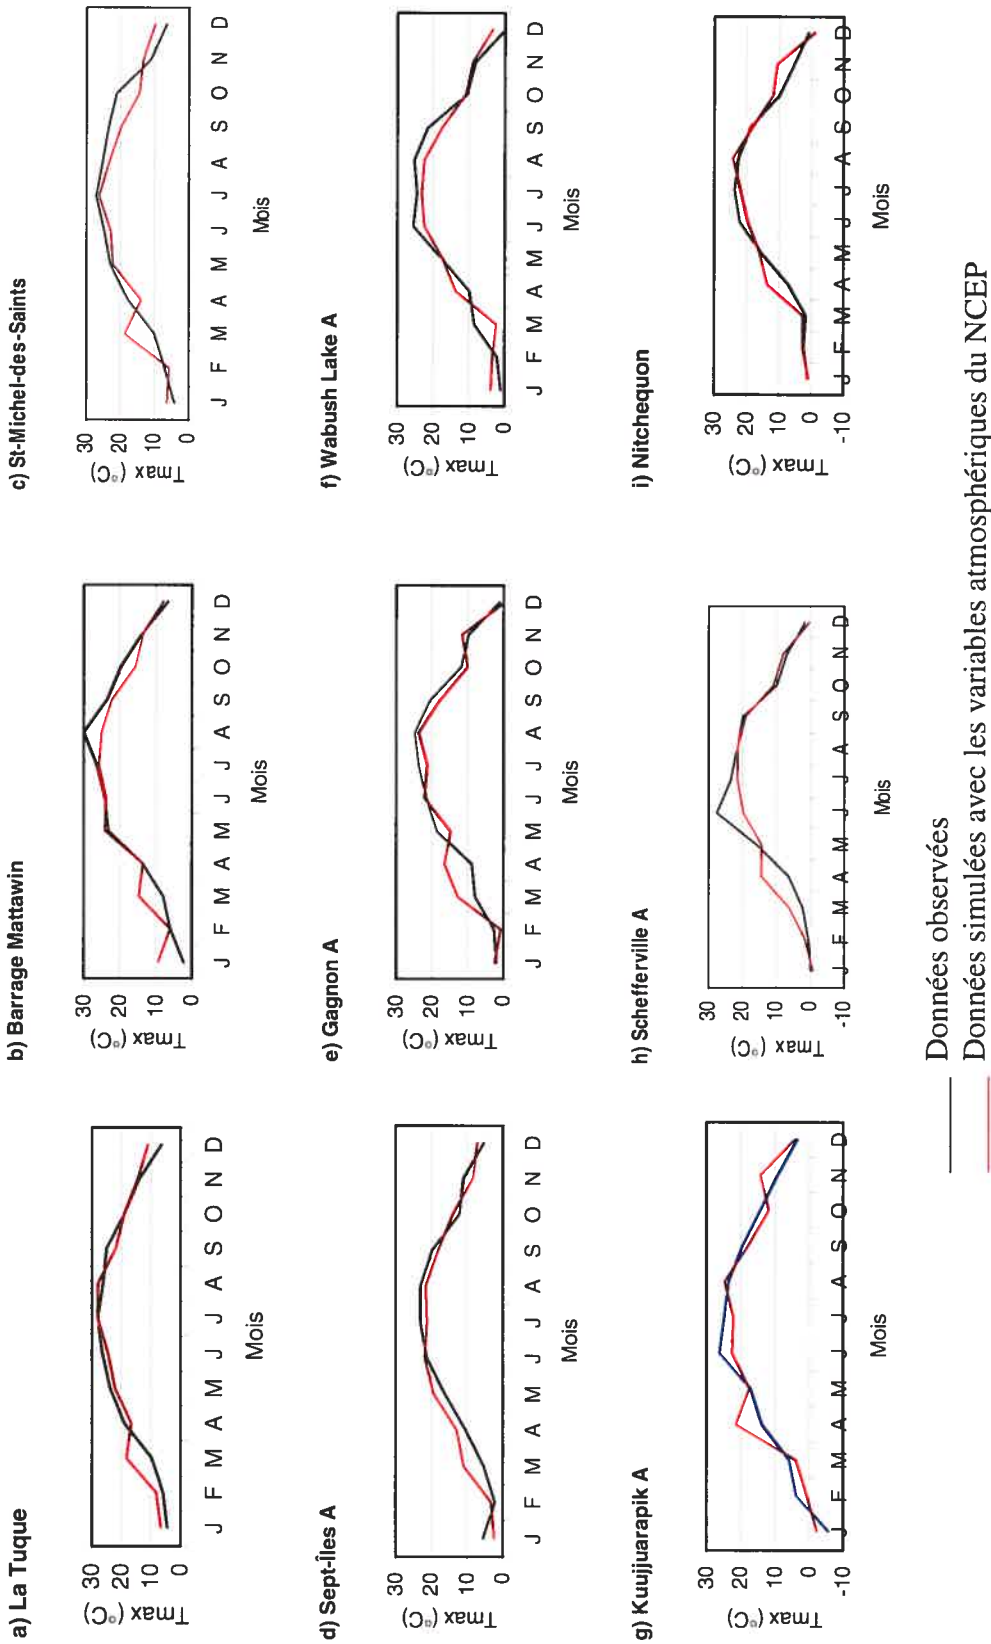 a) La Tuque
Tmax (°C)
30
20
10
0
J F M A M J J A S O N D
Mois
b) Barrage Mattawin
Tmax (°C)
30
20
10
0
J F M A M J J A S O N D
Mois
c) St-Michel-des-Saints
Tmax (°C)
30
20
10
0
J F M A M J J A S O N D
Mois
d) Sept-Îles A
Tmax (°C)
30
20
10
0
J F M A M J J A S O N D
Mois
e) Gagnon A
Tmax (°C)
30
20
10
0
J F M A M J J A S O N D
Mois
f) Wabush Lake A
Tmax (°C)
30
20
10
0
J F M A M J J A S O N D
Mois
g) Kuujjuarapik A
Tmax (°C)
30
20
10
0
-10
J F M A M J J A S O N D
Mois
h) Schefferville A
Tmax (°C)
30
20
10
0
-10
J F M A M J J A S O N D
Mois
i) Nitchequon
Tmax (°C)
30
20
10
0
-10
J F M A M J J A S O N D
Mois
Données observées
Données simulées avec les variables atmosphériques du NCEP